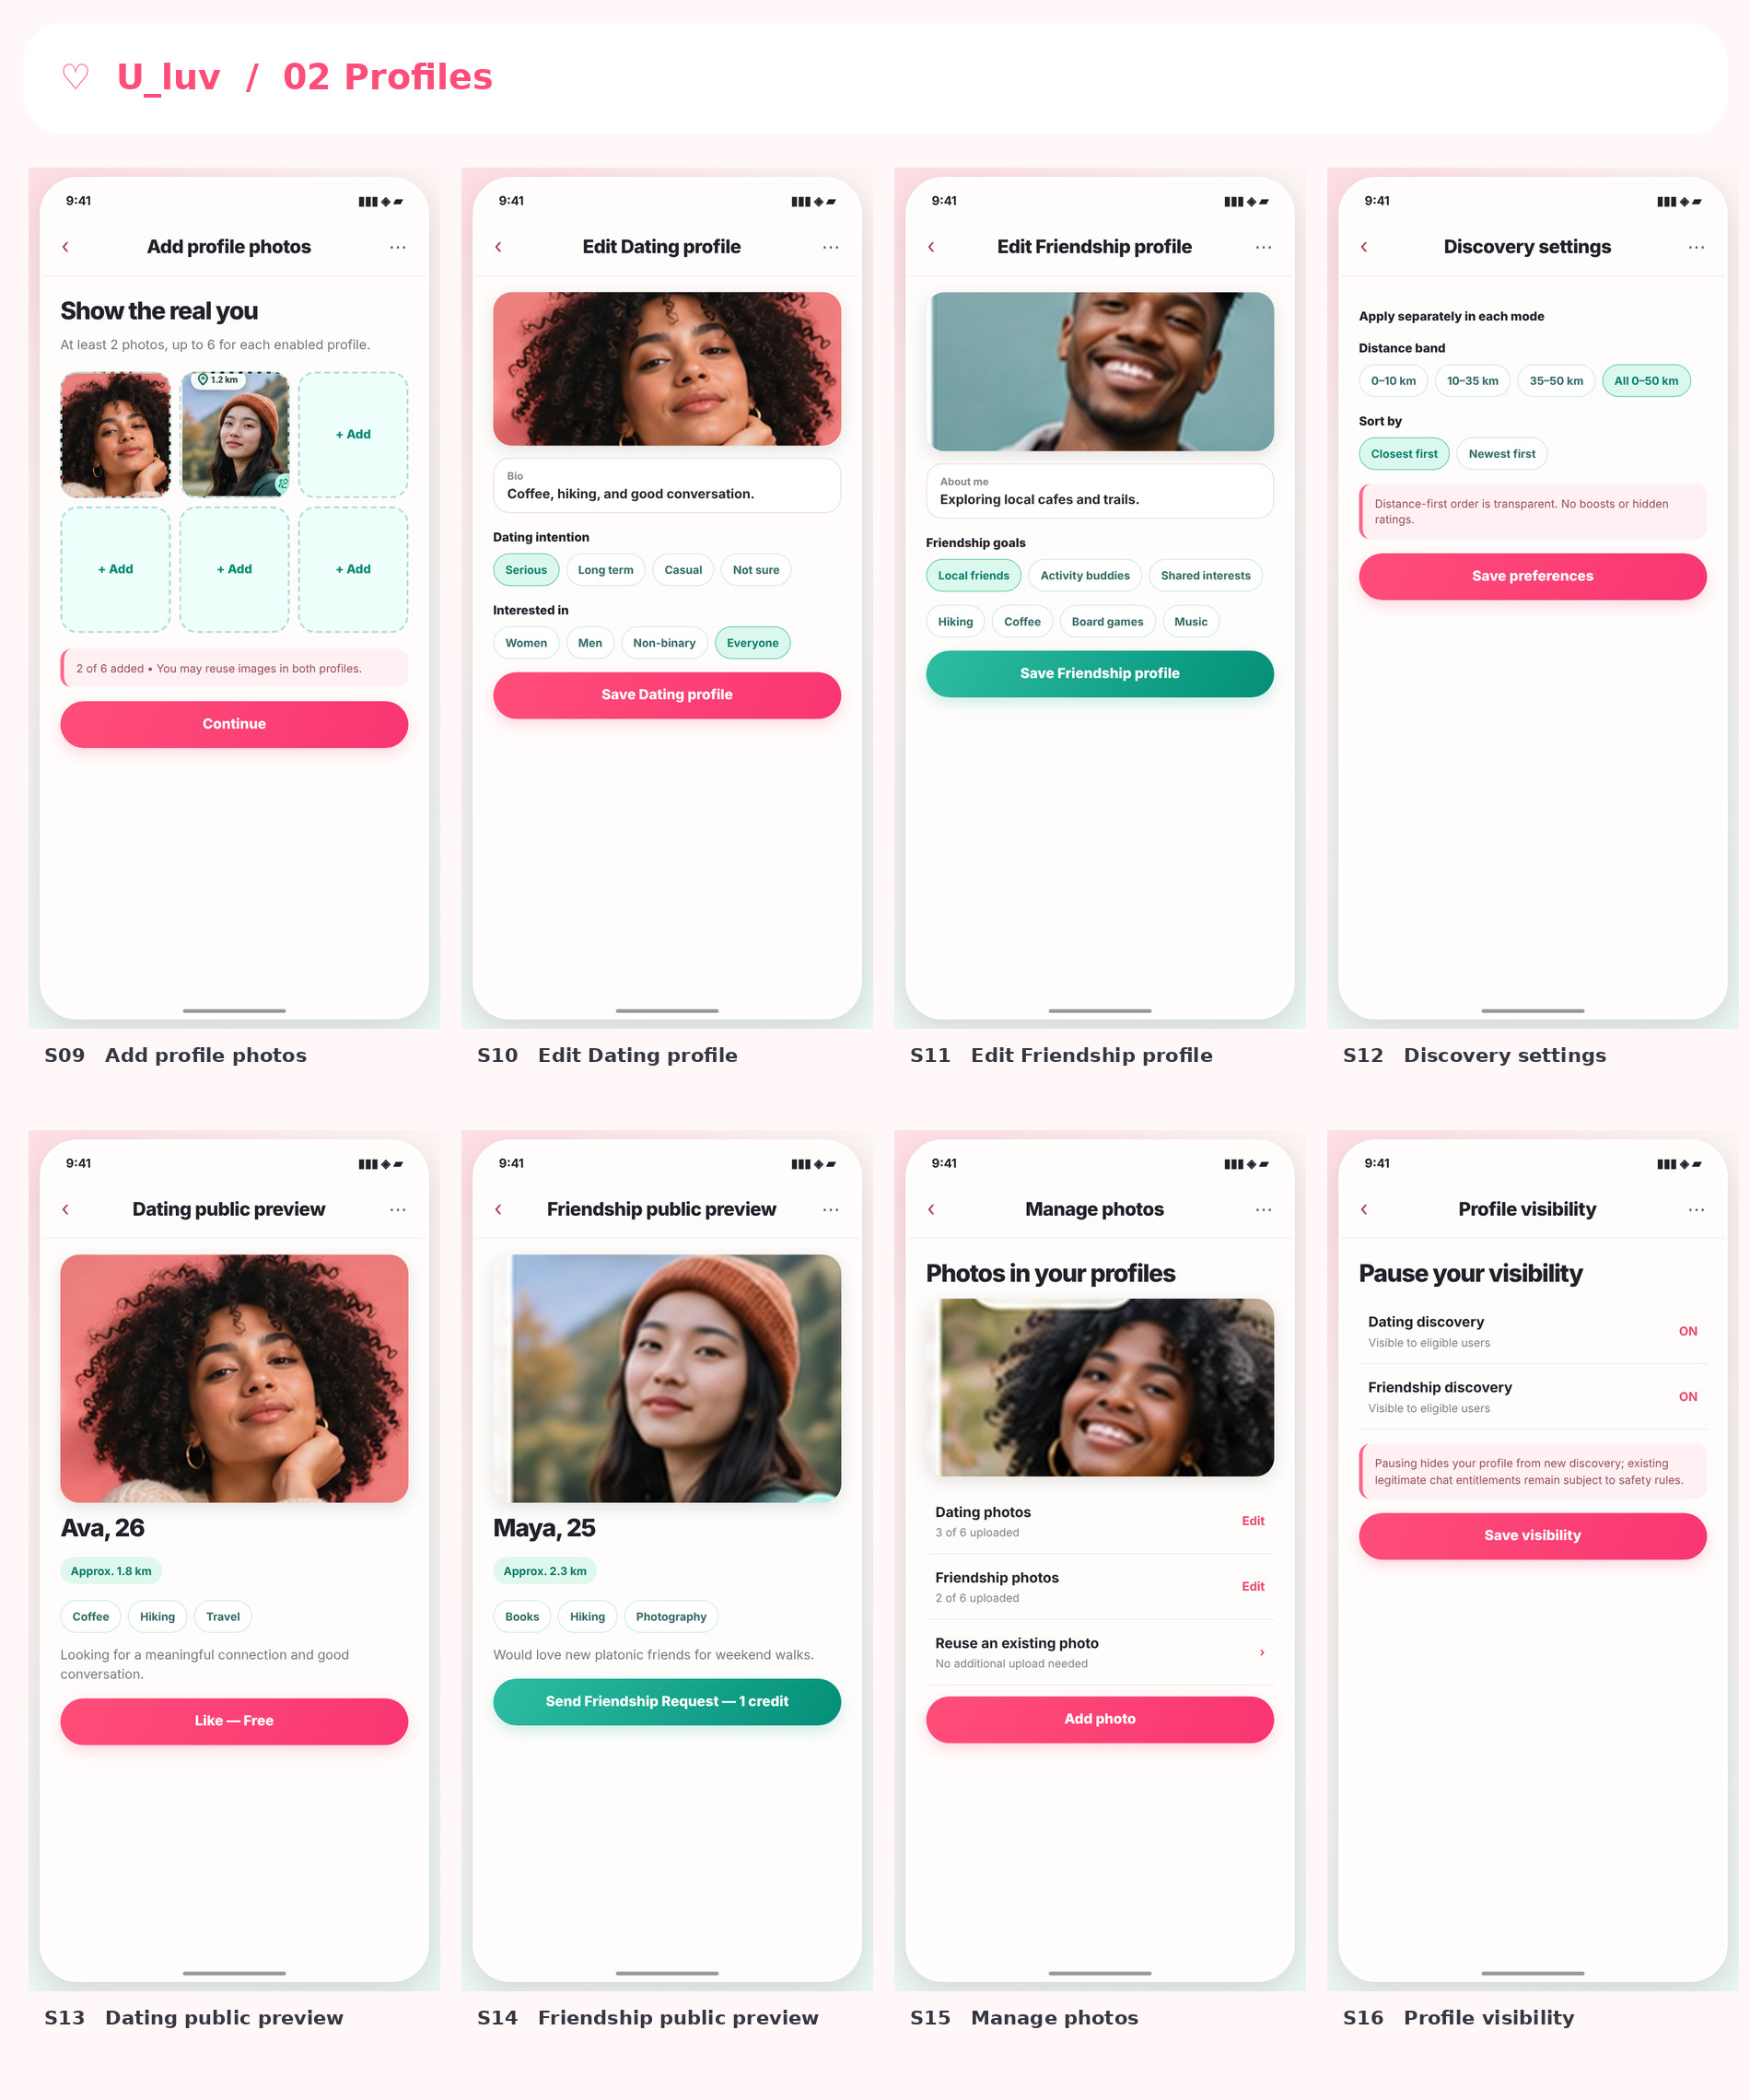 ♡ U_luv / 02 Profiles
9:41
Add profile photos
Show the real you
At least 2 photos, up to 6 for each enabled profile.
1.2 km
+ Add
+ Add
+ Add
+ Add
2 of 6 added • You may reuse images in both profiles.
Continue
S09 Add profile photos
9:41
Edit Dating profile
Bio
Coffee, hiking, and good conversation.
Dating intention
Serious Long term Casual Not sure
Interested in
Women Men Non-binary Everyone
Save Dating profile
S10 Edit Dating profile
9:41
Edit Friendship profile
About me
Exploring local cafes and trails.
Friendship goals
Local friends Activity buddies Shared interests
Hiking Coffee Board games Music
Save Friendship profile
S11 Edit Friendship profile
9:41
Discovery settings
Apply separately in each mode
Distance band
0–10 km 10–35 km 35–50 km All 0–50 km
Sort by
Closest first Newest first
Distance-first order is transparent. No boosts or hidden
ratings.
Save preferences
S12 Discovery settings
9:41
Dating public preview
Ava, 26
Approx. 1.8 km
Coffee Hiking Travel
Looking for a meaningful connection and good
conversation.
Like — Free
S13 Dating public preview
9:41
Friendship public preview
Maya, 25
Approx. 2.3 km
Books Hiking Photography
Would love new platonic friends for weekend walks.
Send Friendship Request — 1 credit
S14 Friendship public preview
9:41
Manage photos
Photos in your profiles
Dating photos
3 of 6 uploaded
Edit
Friendship photos
2 of 6 uploaded
Edit
Reuse an existing photo
No additional upload needed
Add photo
S15 Manage photos
9:41
Profile visibility
Pause your visibility
Dating discovery
Visible to eligible users
ON
Friendship discovery
Visible to eligible users
ON
Pausing hides your profile from new discovery; existing
legitimate chat entitlements remain subject to safety rules.
Save visibility
S16 Profile visibility